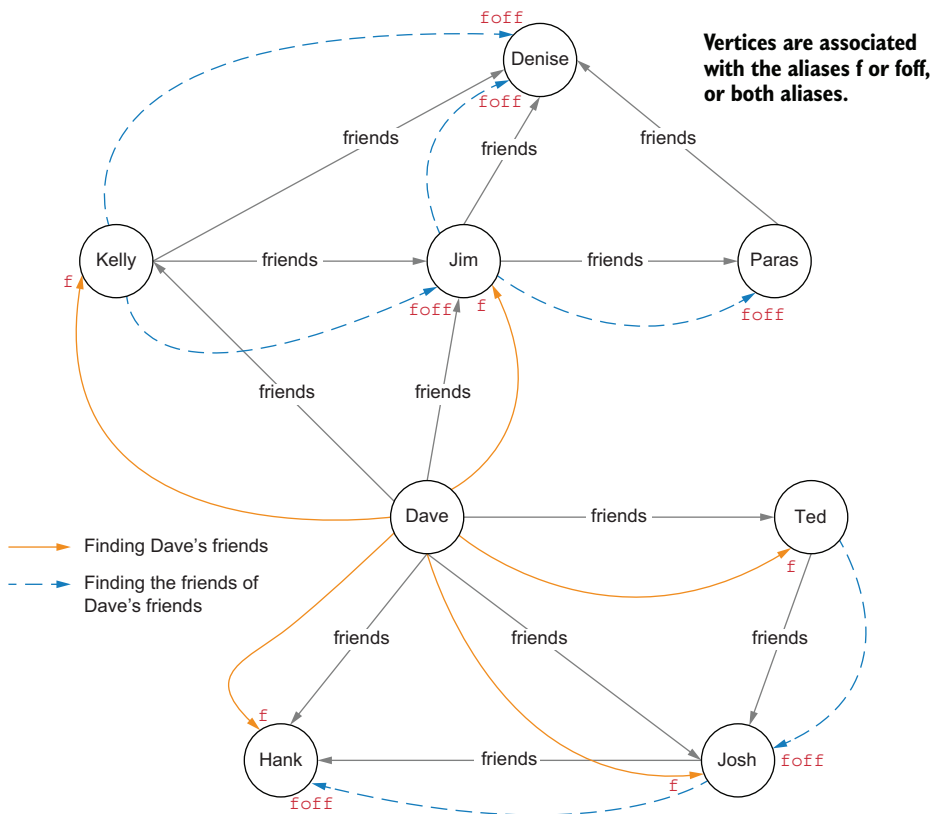 foff
Denise
Vertices are associated
with the aliases f or foff,
or both aliases.
foff
friends
friends
friends
Kelly
friends
Jim
friends
Paras
f
foff
f
foff
friends
friends
Dave
friends
Ted
Finding Dave's friends
f
Finding the friends of
Dave's friends
friends
friends
friends
f
Hank
friends
Josh
foff
f
foff